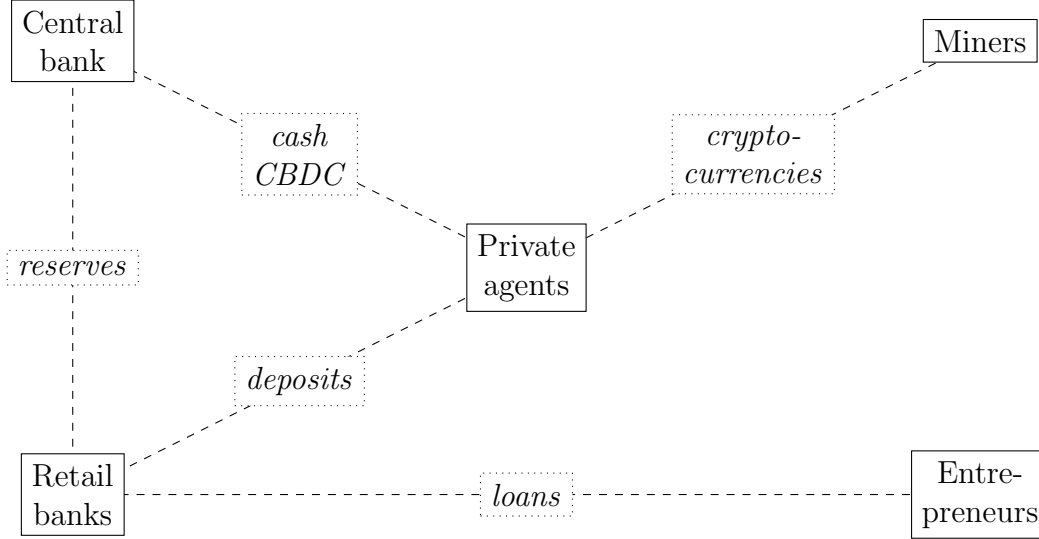 Central
bank
Miners
cash
CBDC
crypto-
currencies
Private
agents
reserves
deposits
Retail
banks
loans
Entre-
preneurs